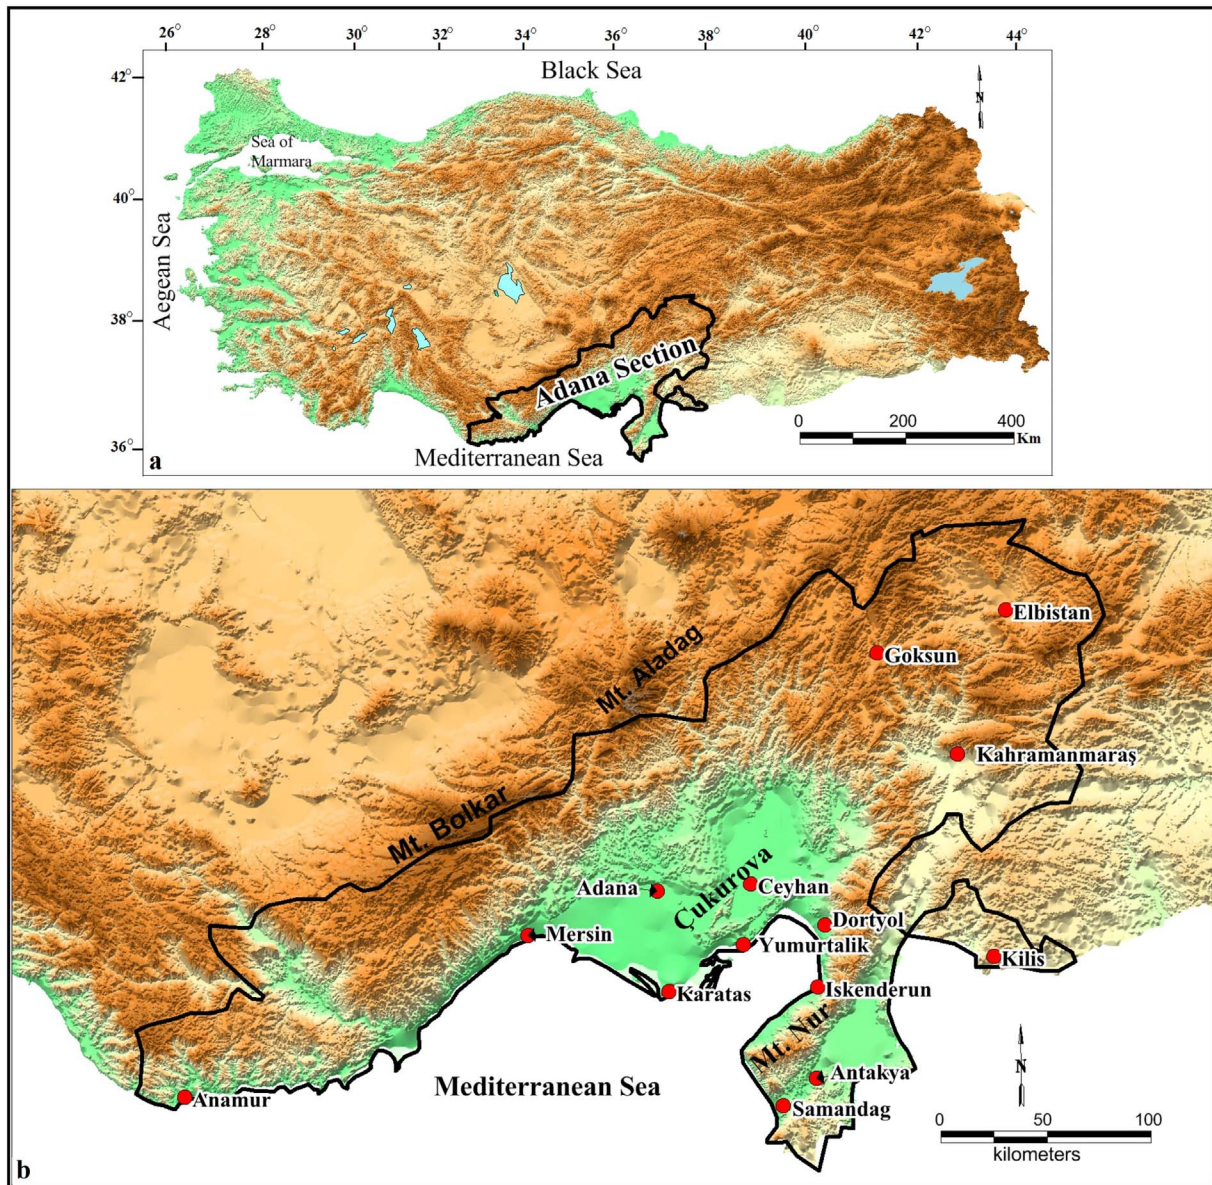 26° 28° 30° 32° 34° 36° 38° 40° 42° 44°
Black Sea
42°
N
Sea of
Marmara
40°
Aegean Sea
38°
Adana Section
0 200 400
Km
36°
Mediterranean Sea
a
Elbistan
Goksun
Mt. Aladag
Kahramanmaraş
Mt. Bolkar
Çukurova
Adana
Ceyhan
Dortyol
Mersin
Yumurtalik
Kilis
Karatas
Iskenderun
Mt. Nur
N
Antakya
Mediterranean Sea
Anamur
Samandag
0 50 100
kilometers
b